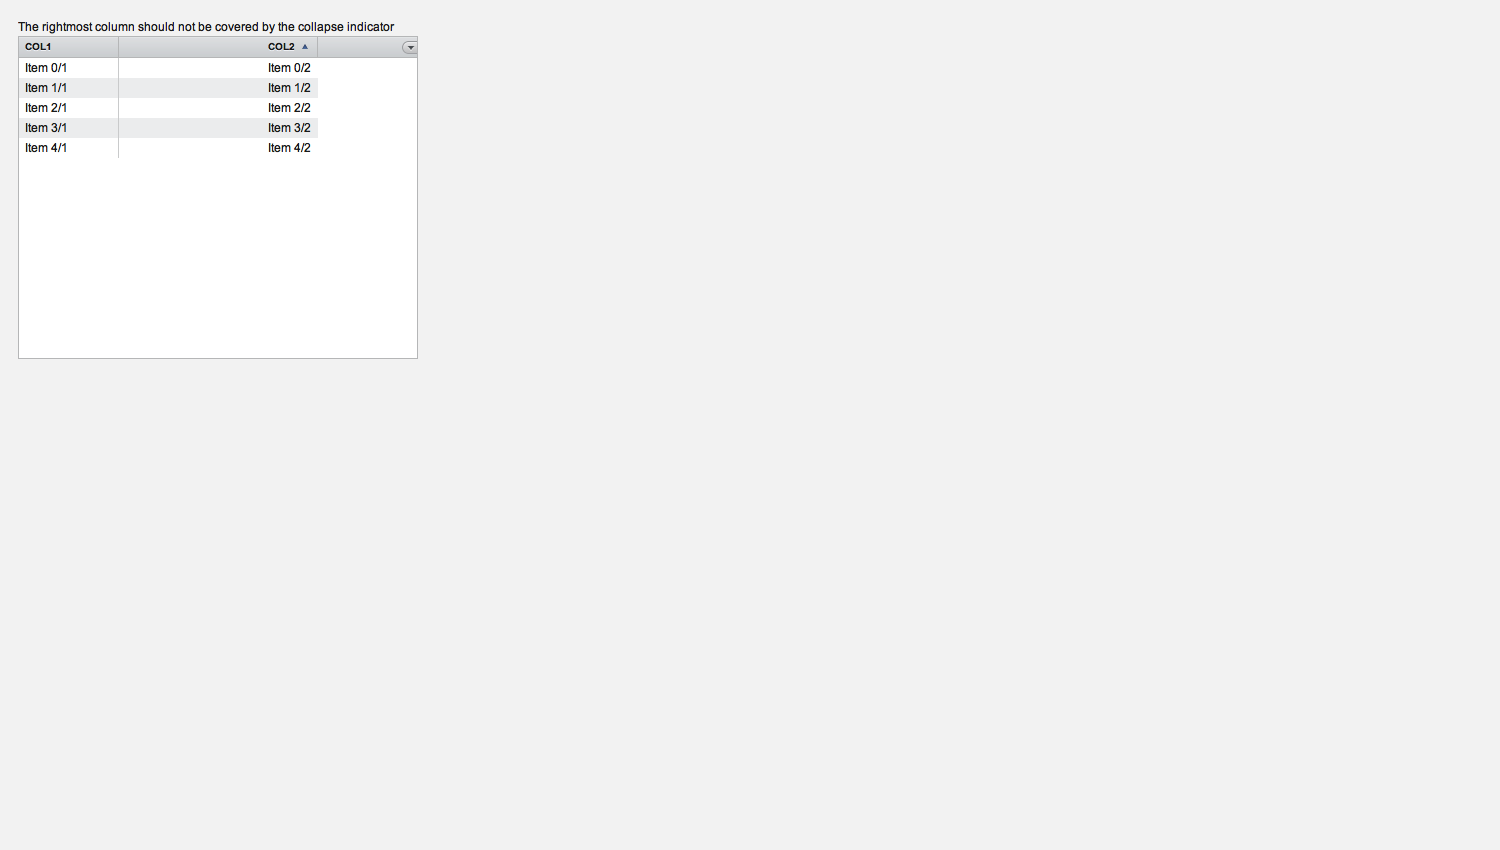 The rightmost column should not be covered by the collapse indicator
COL1 COL2
Item 0/1 Item 0/2
Item 1/1 Item 1/2
Item 2/1 Item 2/2
Item 3/1 Item 3/2
Item 4/1 Item 4/2